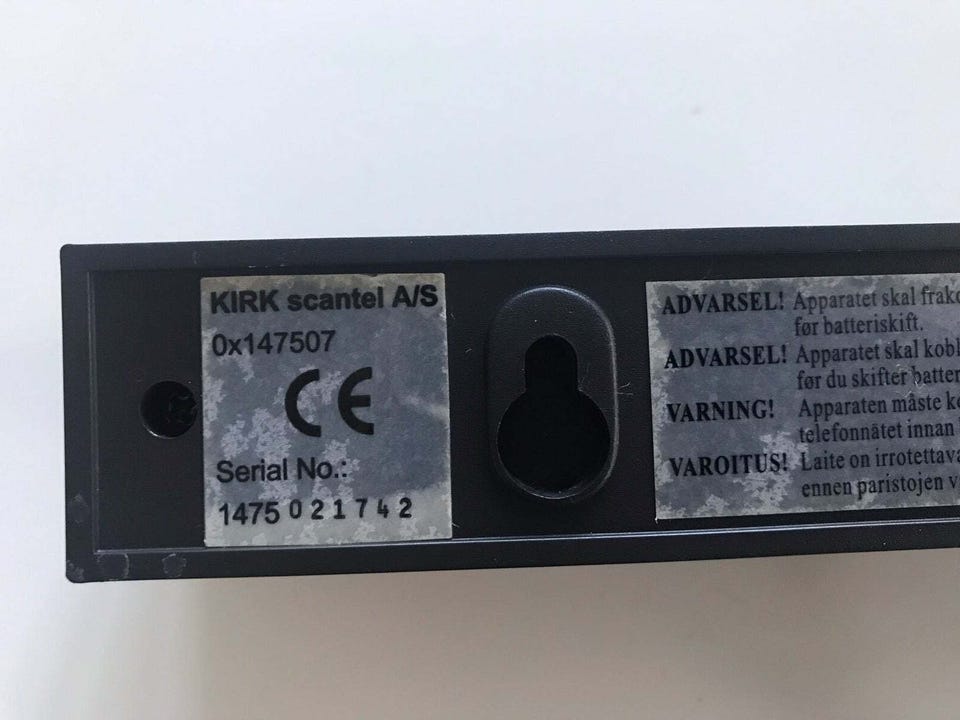 KIRK scantel A/S
0x147507
CE
Serial No.:
1475 021742
ADVARSEL! Apparatet skal frako
før batteriskift.
ADVARSEL! Apparatet skal kobl
før du skifter batter
VARNING! Apparaten måste ko
telefonnätet innan
VAROITUS! Laite on irrotettava
ennen paristojen v